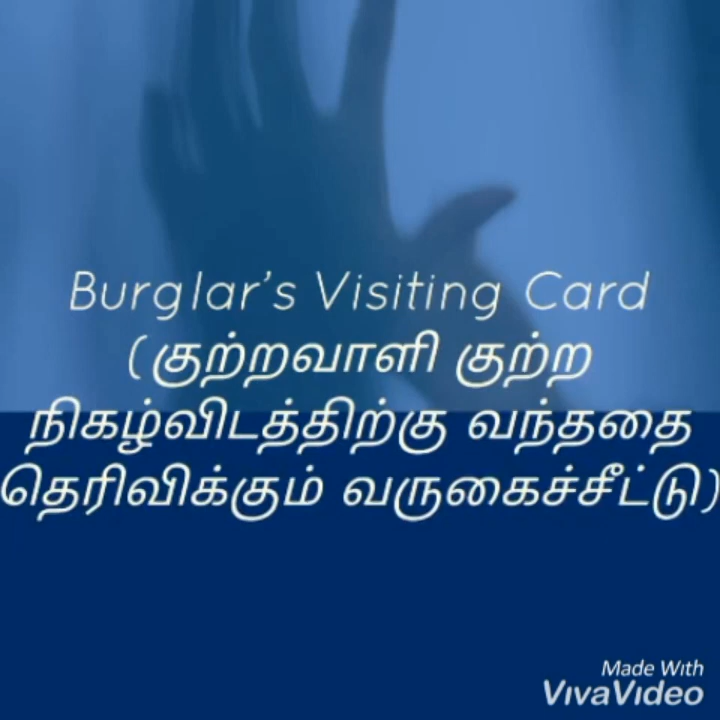 Burglar's Visiting Card
(குற்றவாளி குற்ற
நிகழ்விடத்திற்கு வந்ததை
தெரிவிக்கும் வருகைச்சீட்டு)
Made With
VivaVideo